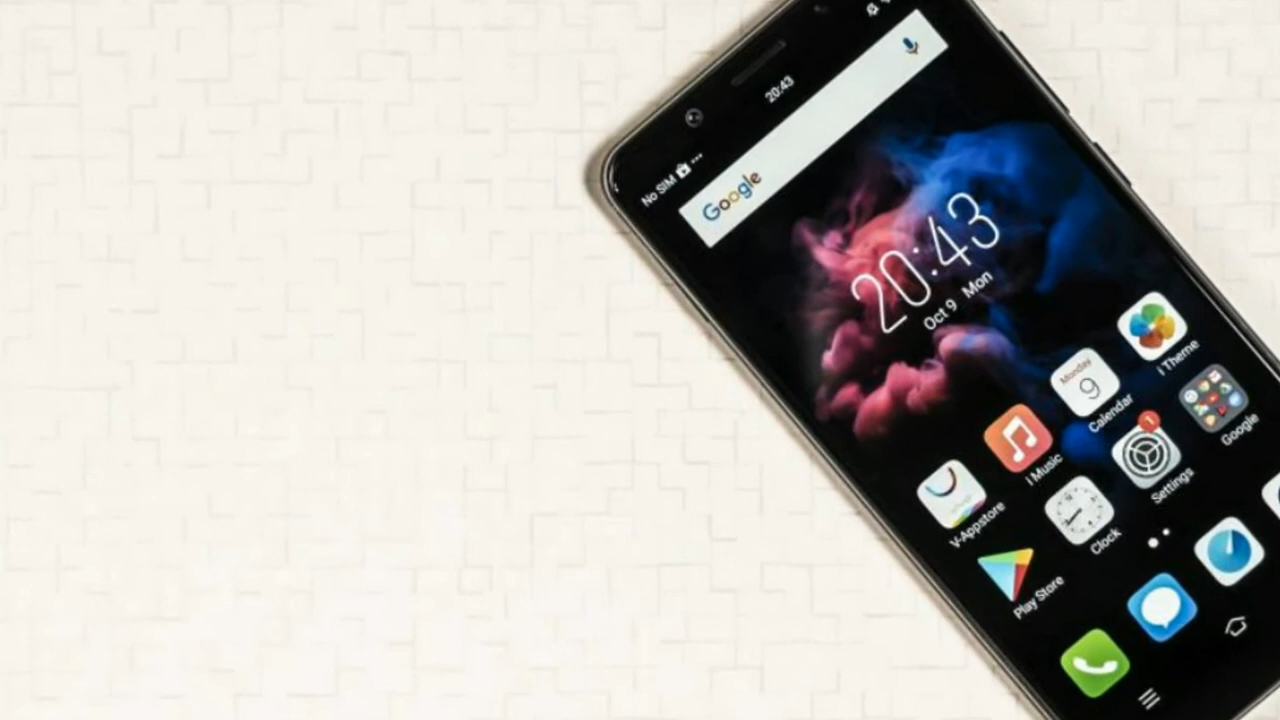 No SIM
20:43
Google
20:43
Oct 9 Mon
V-Appstore
i Music
Monday
9
Calendar
i Theme
Play Store
Clock
1
Settings
Google